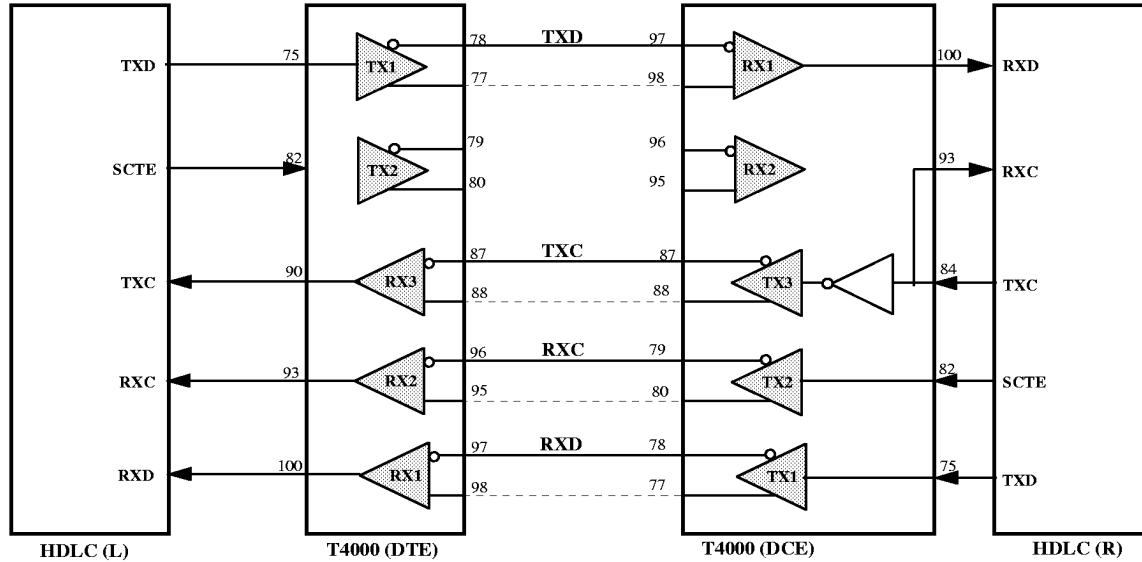 TXD 75 TX1 78 TXD 97 RX1 100 RXD
77 98
SCTE 82 TX2 79 96 RX2 93 RXC
80 95
TXC 90 RX3 87 TXC 87 TX3 84 TXC
88 88
RXC 93 RX2 96 RXC 79 TX2 82 SCTE
95 80
RXD 100 RX1 97 RXD 78 TX1 75 TXD
98 77
HDLC (L) T4000 (DTE) T4000 (DCE) HDLC (R)